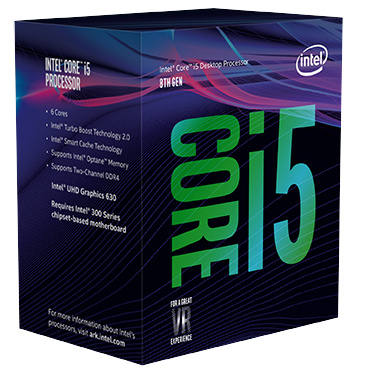 INTEL® CORE™ i5
PROCESSOR
• 6 Cores
• Intel® Turbo Boost Technology 2.0
• Intel® Smart Cache Technology
• Supports Intel® Optane™ Memory
• Supports Two-Channel DDR4
Intel® UHD Graphics 630
Requires Intel® 300 Series
chipset-based motherboard
For more information about Intel's
processors, visit ark.intel.com
Intel® Core™ i5 Desktop Processor
8TH GEN
intel®
CORE i5
FOR A GREAT
VR
EXPERIENCE